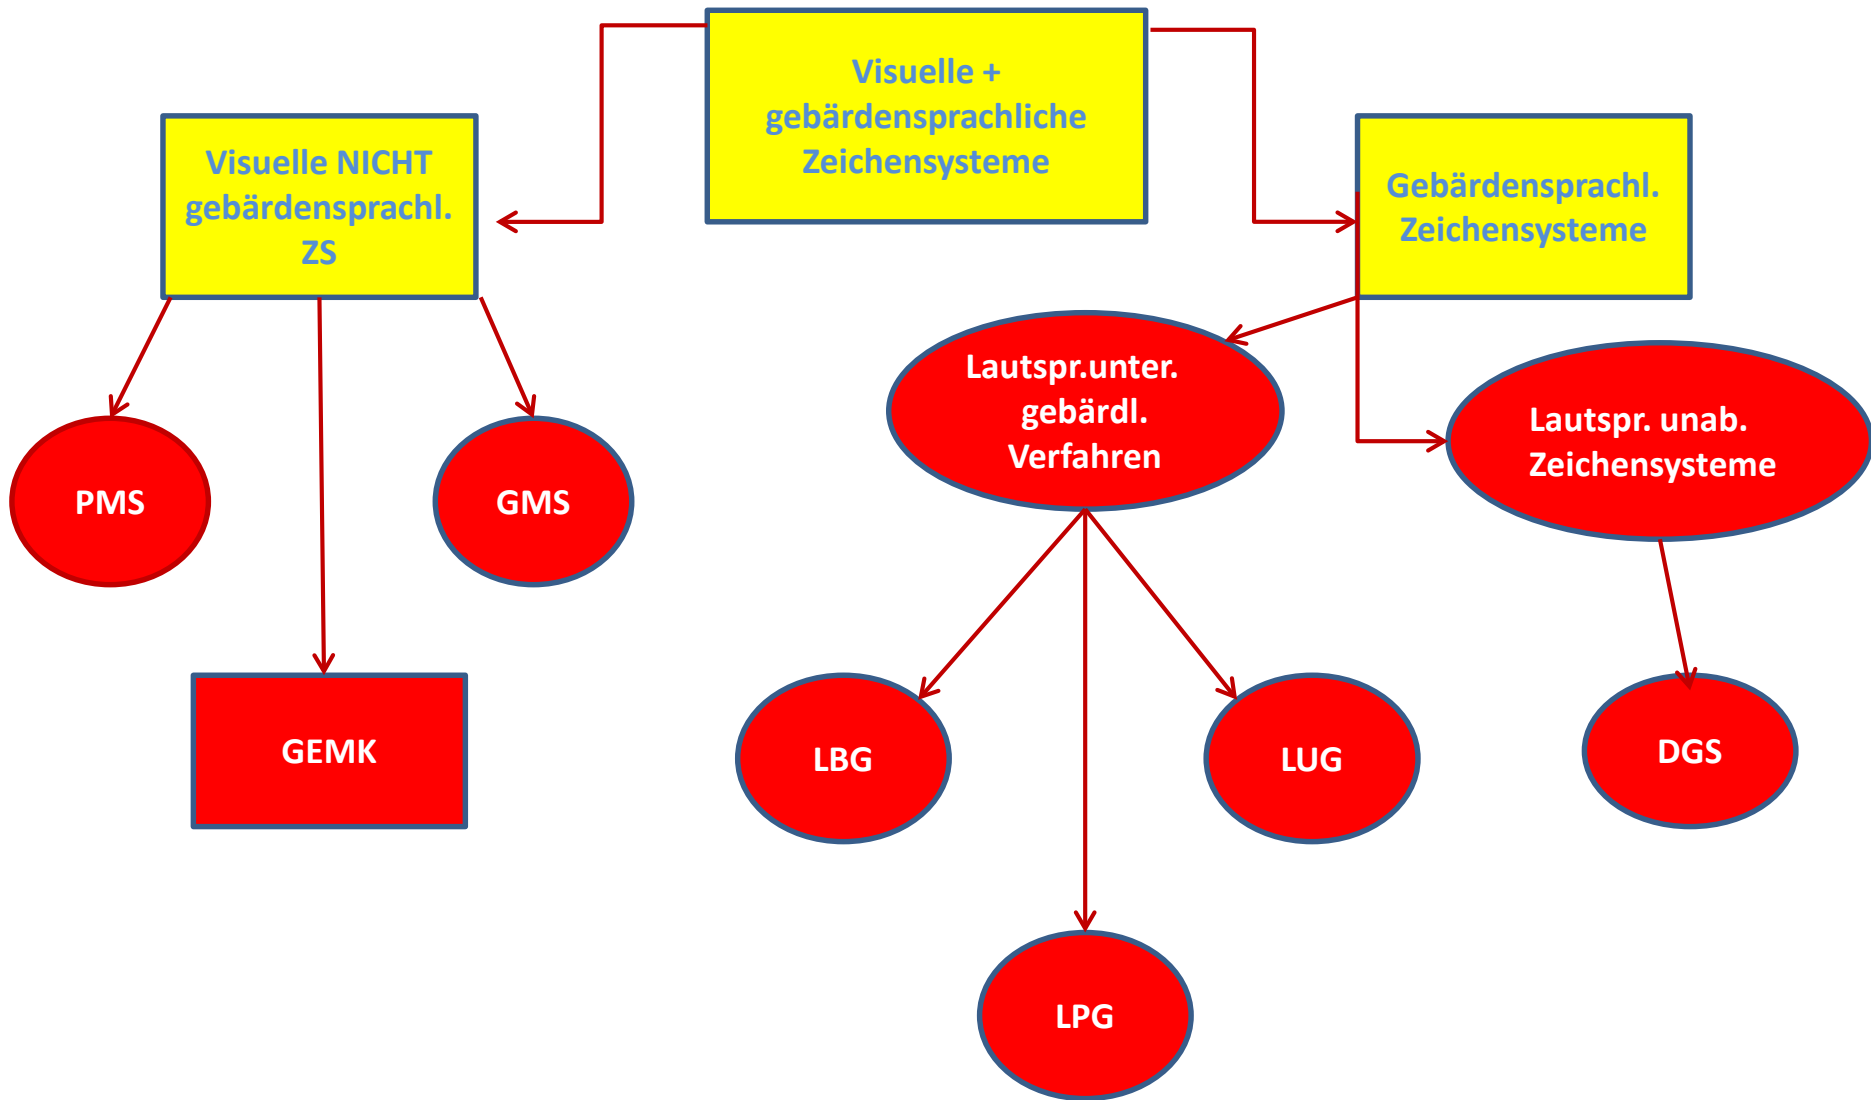 Visuelle +
gebärdensprachliche
Zeichensysteme
Visuelle NICHT
gebärdensprachl.
ZS
Gebärdensprachl.
Zeichensysteme
Lautspr.unter.
gebärdl.
Verfahren
Lautspr. unab.
Zeichensysteme
PMS
GMS
GEMK
LBG
LUG
DGS
LPG